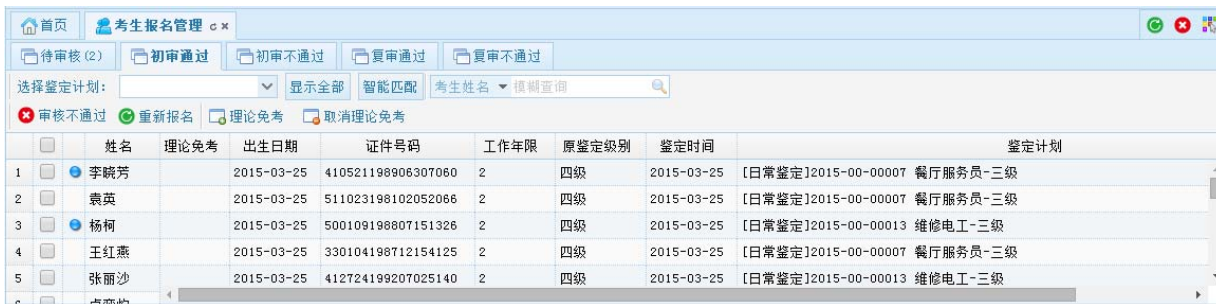 首页 考生报名管理
待审核(2) 初审通过 初审不通过 复审通过 复审不通过
选择鉴定计划: 显示全部 智能匹配 考生姓名 模糊查询
审核不通过 重新报名 理论免考 取消理论免考
姓名 理论免考 出生日期 证件号码 工作年限 原鉴定级别 鉴定时间 鉴定计划
1 李晓芳 2015-03-25 410521198906307060 2 四级 2015-03-25 [日常鉴定]2015-00-00007 餐厅服务员-三级
2 袁英 2015-03-25 511023198102052066 2 四级 2015-03-25 [日常鉴定]2015-00-00007 餐厅服务员-三级
3 杨柯 2015-03-25 500109198807151326 2 四级 2015-03-25 [日常鉴定]2015-00-00013 维修电工-三级
4 王红燕 2015-03-25 330104198712154125 2 四级 2015-03-25 [日常鉴定]2015-00-00007 餐厅服务员-三级
5 张丽沙 2015-03-25 412724199207025140 2 四级 2015-03-25 [日常鉴定]2015-00-00013 维修电工-三级